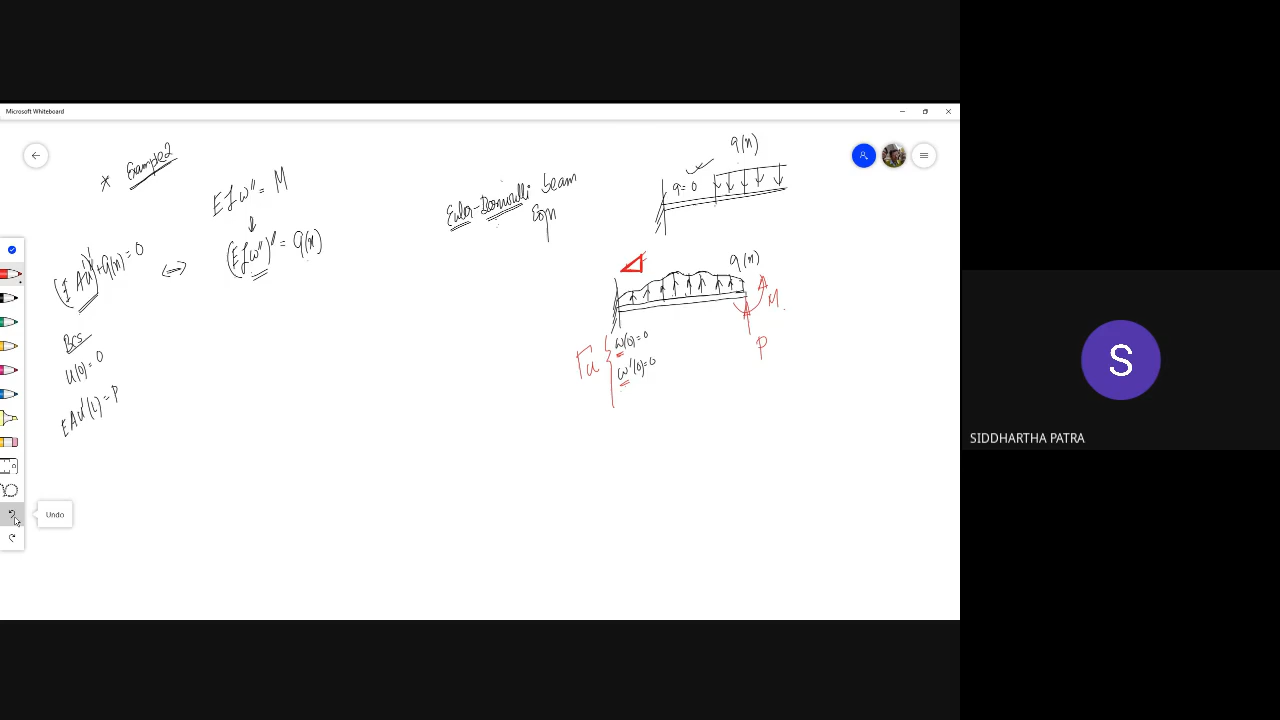 Microsoft Whiteboard
* Example 2
EIw'' = M
↓
(EIw'')'' = q(x)
(EAu')' + q(x) = 0
⇔
Bcs
u(0) = 0
EAu'(L) = P
Euler-Bernoulli beam
Eqn
q(x)
q = 0
q(x)
M
P
Γu
w(0) = 0
w'(0) = 0
Undo
S
SIDDHARTHA PATRA